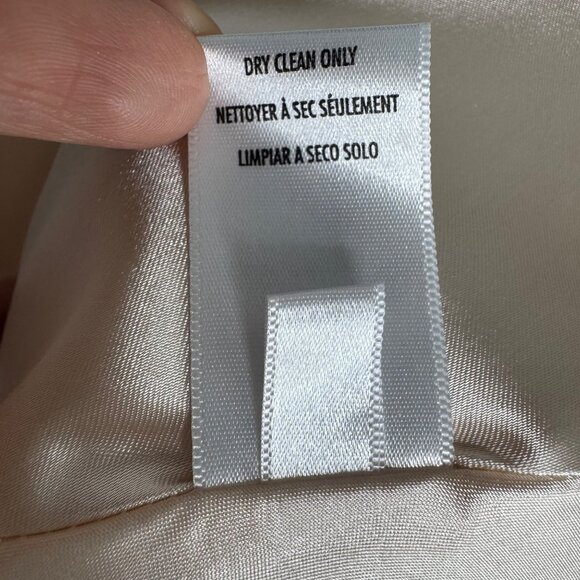 DRY CLEAN ONLY
NETTOYER À SEC SÉULEMENT
LIMPIAR A SECO SOLO